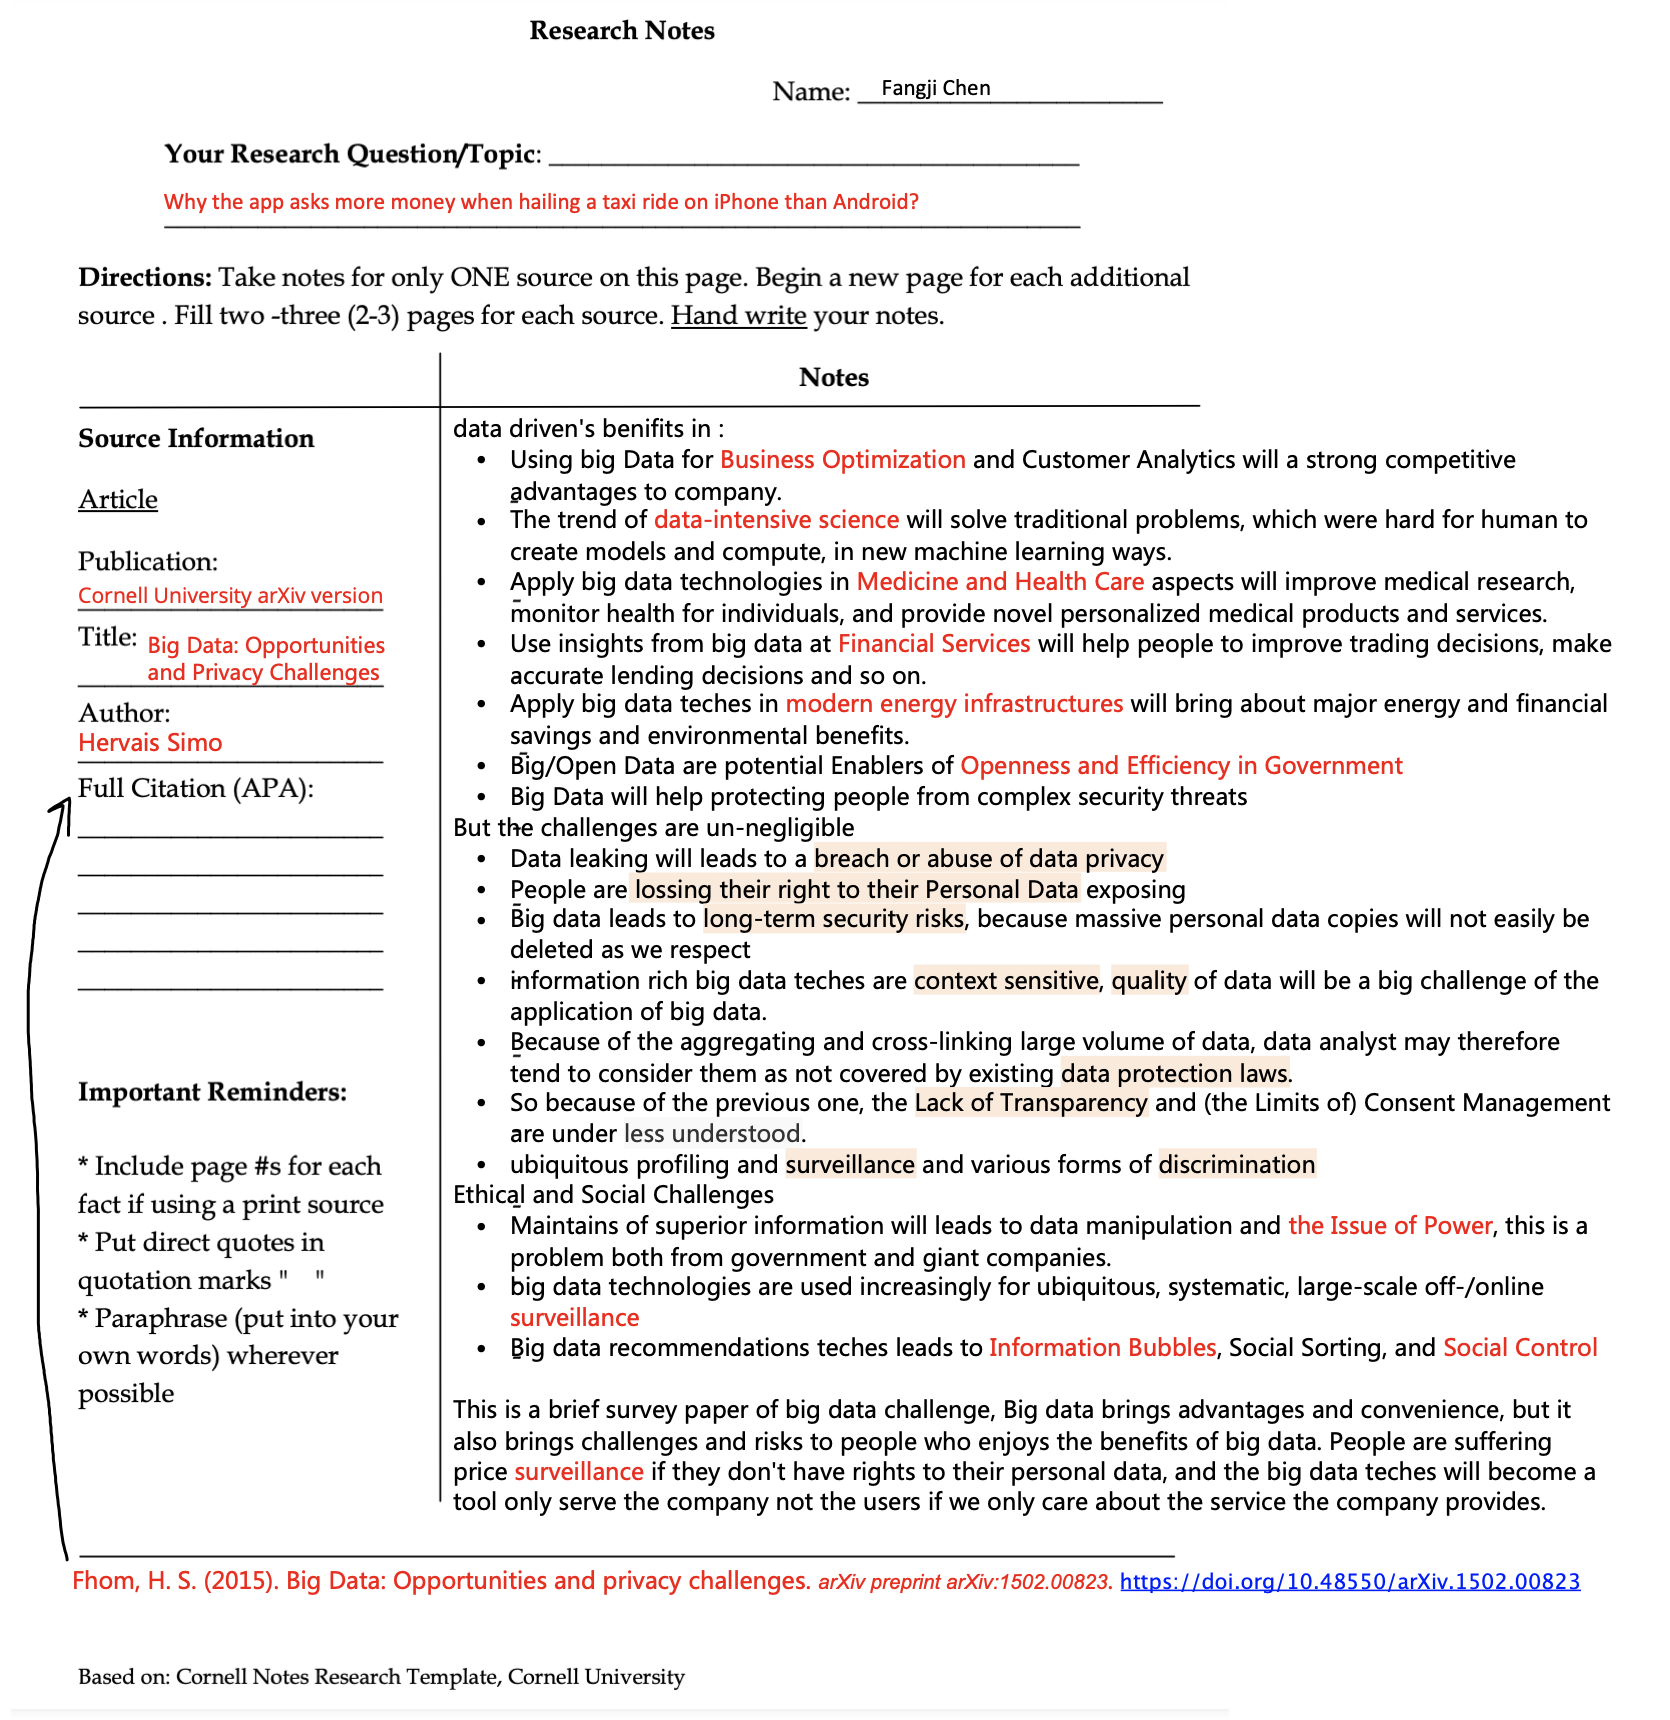 Research Notes
Name: Fangji Chen
Your Research Question/Topic:
Why the app asks more money when hailing a taxi ride on iPhone than Android?
Directions: Take notes for only ONE source on this page. Begin a new page for each additional
source . Fill two -three (2-3) pages for each source. Hand write your notes.
Notes
Source Information
Article
Publication:
Cornell University arXiv version
Title: Big Data: Opportunities
and Privacy Challenges
Author:
Hervais Simo
Full Citation (APA):
Important Reminders:
* Include page #s for each
fact if using a print source
* Put direct quotes in
quotation marks " "
* Paraphrase (put into your
own words) wherever
possible
data driven's benifits in :
• Using big Data for Business Optimization and Customer Analytics will a strong competitive
advantages to company.
• The trend of data-intensive science will solve traditional problems, which were hard for human to
create models and compute, in new machine learning ways.
• Apply big data technologies in Medicine and Health Care aspects will improve medical research,
monitor health for individuals, and provide novel personalized medical products and services.
• Use insights from big data at Financial Services will help people to improve trading decisions, make
accurate lending decisions and so on.
• Apply big data teches in modern energy infrastructures will bring about major energy and financial
savings and environmental benefits.
• Big/Open Data are potential Enablers of Openness and Efficiency in Government
• Big Data will help protecting people from complex security threats
But the challenges are un-negligible
• Data leaking will leads to a breach or abuse of data privacy
• People are lossing their right to their Personal Data exposing
• Big data leads to long-term security risks, because massive personal data copies will not easily be
deleted as we respect
• information rich big data teches are context sensitive, quality of data will be a big challenge of the
application of big data.
• Because of the aggregating and cross-linking large volume of data, data analyst may therefore
tend to consider them as not covered by existing data protection laws.
• So because of the previous one, the Lack of Transparency and (the Limits of) Consent Management
are under less understood.
• ubiquitous profiling and surveillance and various forms of discrimination
Ethical and Social Challenges
• Maintains of superior information will leads to data manipulation and the Issue of Power, this is a
problem both from government and giant companies.
• big data technologies are used increasingly for ubiquitous, systematic, large-scale off-/online
surveillance
• Big data recommendations teches leads to Information Bubbles, Social Sorting, and Social Control
This is a brief survey paper of big data challenge, Big data brings advantages and convenience, but it
also brings challenges and risks to people who enjoys the benefits of big data. People are suffering
price surveillance if they don't have rights to their personal data, and the big data teches will become a
tool only serve the company not the users if we only care about the service the company provides.
Fhom, H. S. (2015). Big Data: Opportunities and privacy challenges. arXiv preprint arXiv:1502.00823. https://doi.org/10.48550/arXiv.1502.00823
Based on: Cornell Notes Research Template, Cornell University